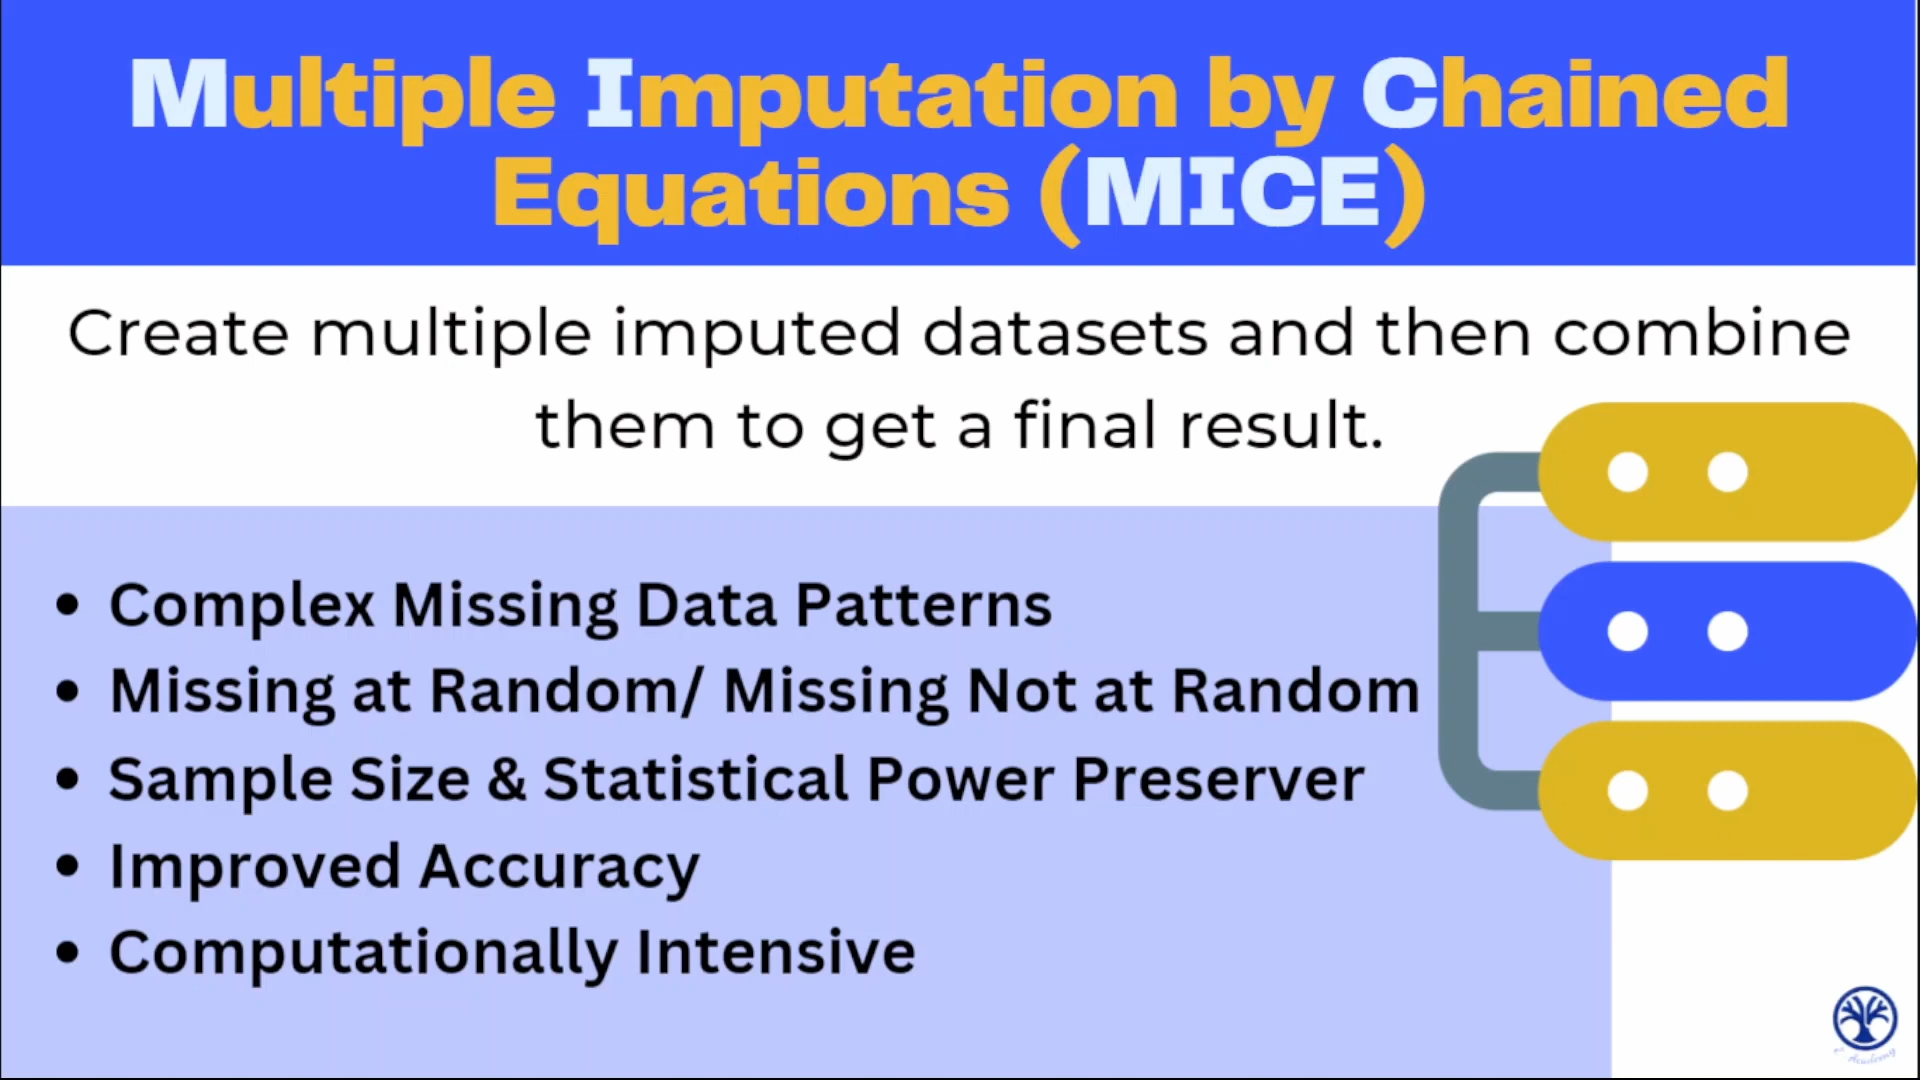 Multiple Imputation by Chained
Equations (MICE)
Create multiple imputed datasets and then combine
them to get a final result.
• Complex Missing Data Patterns
• Missing at Random/ Missing Not at Random
• Sample Size & Statistical Power Preserver
• Improved Accuracy
• Computationally Intensive
Academy